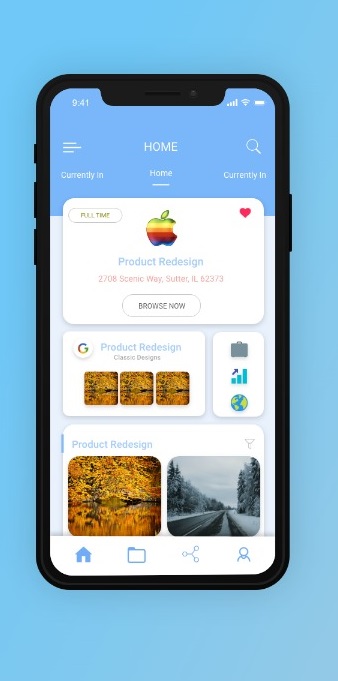 9:41
HOME
Currently in
Home
Currently In
FULL TIME
Product Redesign
2708 Scenic Way, Sutter, IL 62373
BROWSE NOW
Product Redesign
Classic Designs
Product Redesign